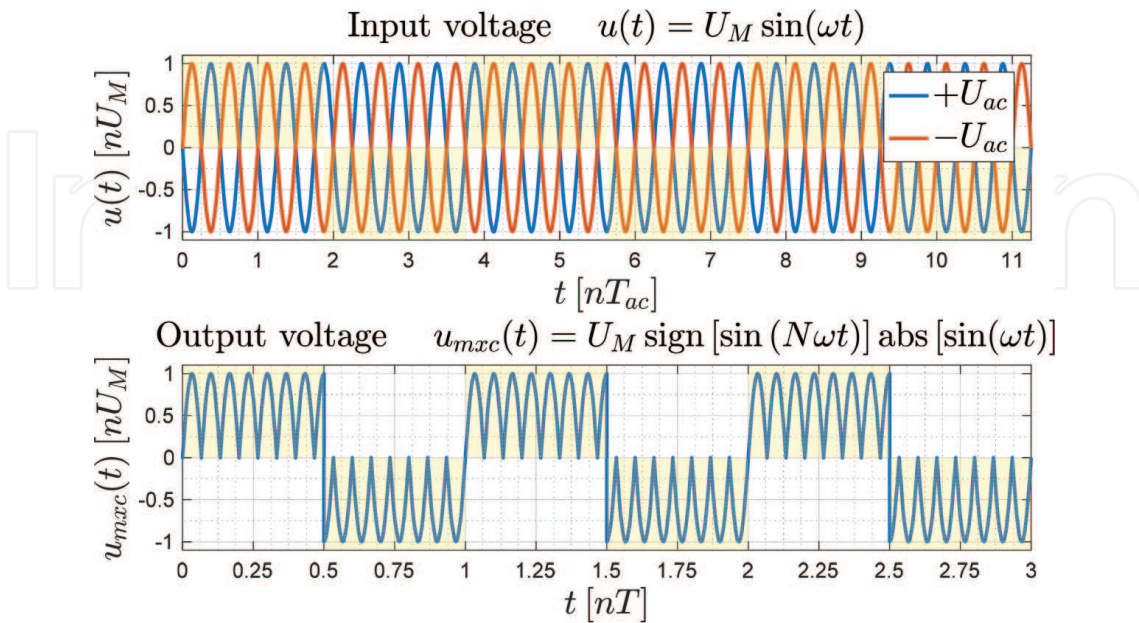 Input voltage u(t) = U_M sin(ωt)
u(t) [nU_M]
1
0.5
0
-0.5
-1
+U_ac
−U_ac
0 1 2 3 4 5 6 7 8 9 10 11
t [nT_ac]
Output voltage u_mxc(t) = U_M sign [sin (Nωt)] abs [sin(ωt)]
u_mxc(t) [nU_M]
1
0.5
0
-0.5
-1
0 0.25 0.5 0.75 1 1.25 1.5 1.75 2 2.25 2.5 2.75 3
t [nT]